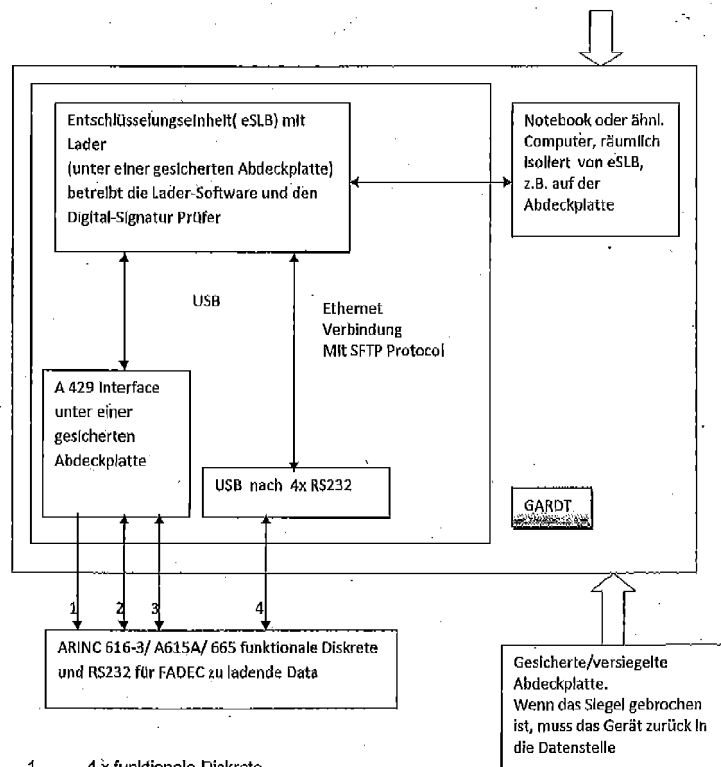 Entschlüsselungseinheit( eSLB) mit
Lader
(unter einer gesicherten Abdeckplatte)
betreibt die Lader-Software und den
Digital-Signatur Prüfer
Notebook oder ähnl.
Computer, räumlich
isoliert von eSLB,
z.B. auf der
Abdeckplatte
USB
Ethernet
Verbindung
Mit SFTP Protocol
A 429 Interface
unter einer
gesicherten
Abdeckplatte
USB nach 4x RS232
GARDT
1 2 3 4
ARINC 616-3/ A615A/ 665 funktionale Diskrete
und RS232 für FADEC zu ladende Data
Gesicherte/versiegelte
Abdeckplatte.
Wenn das Siegel gebrochen
ist, muss das Gerät zurück in
die Datenstelle
1 4 x funktionale Diskrete